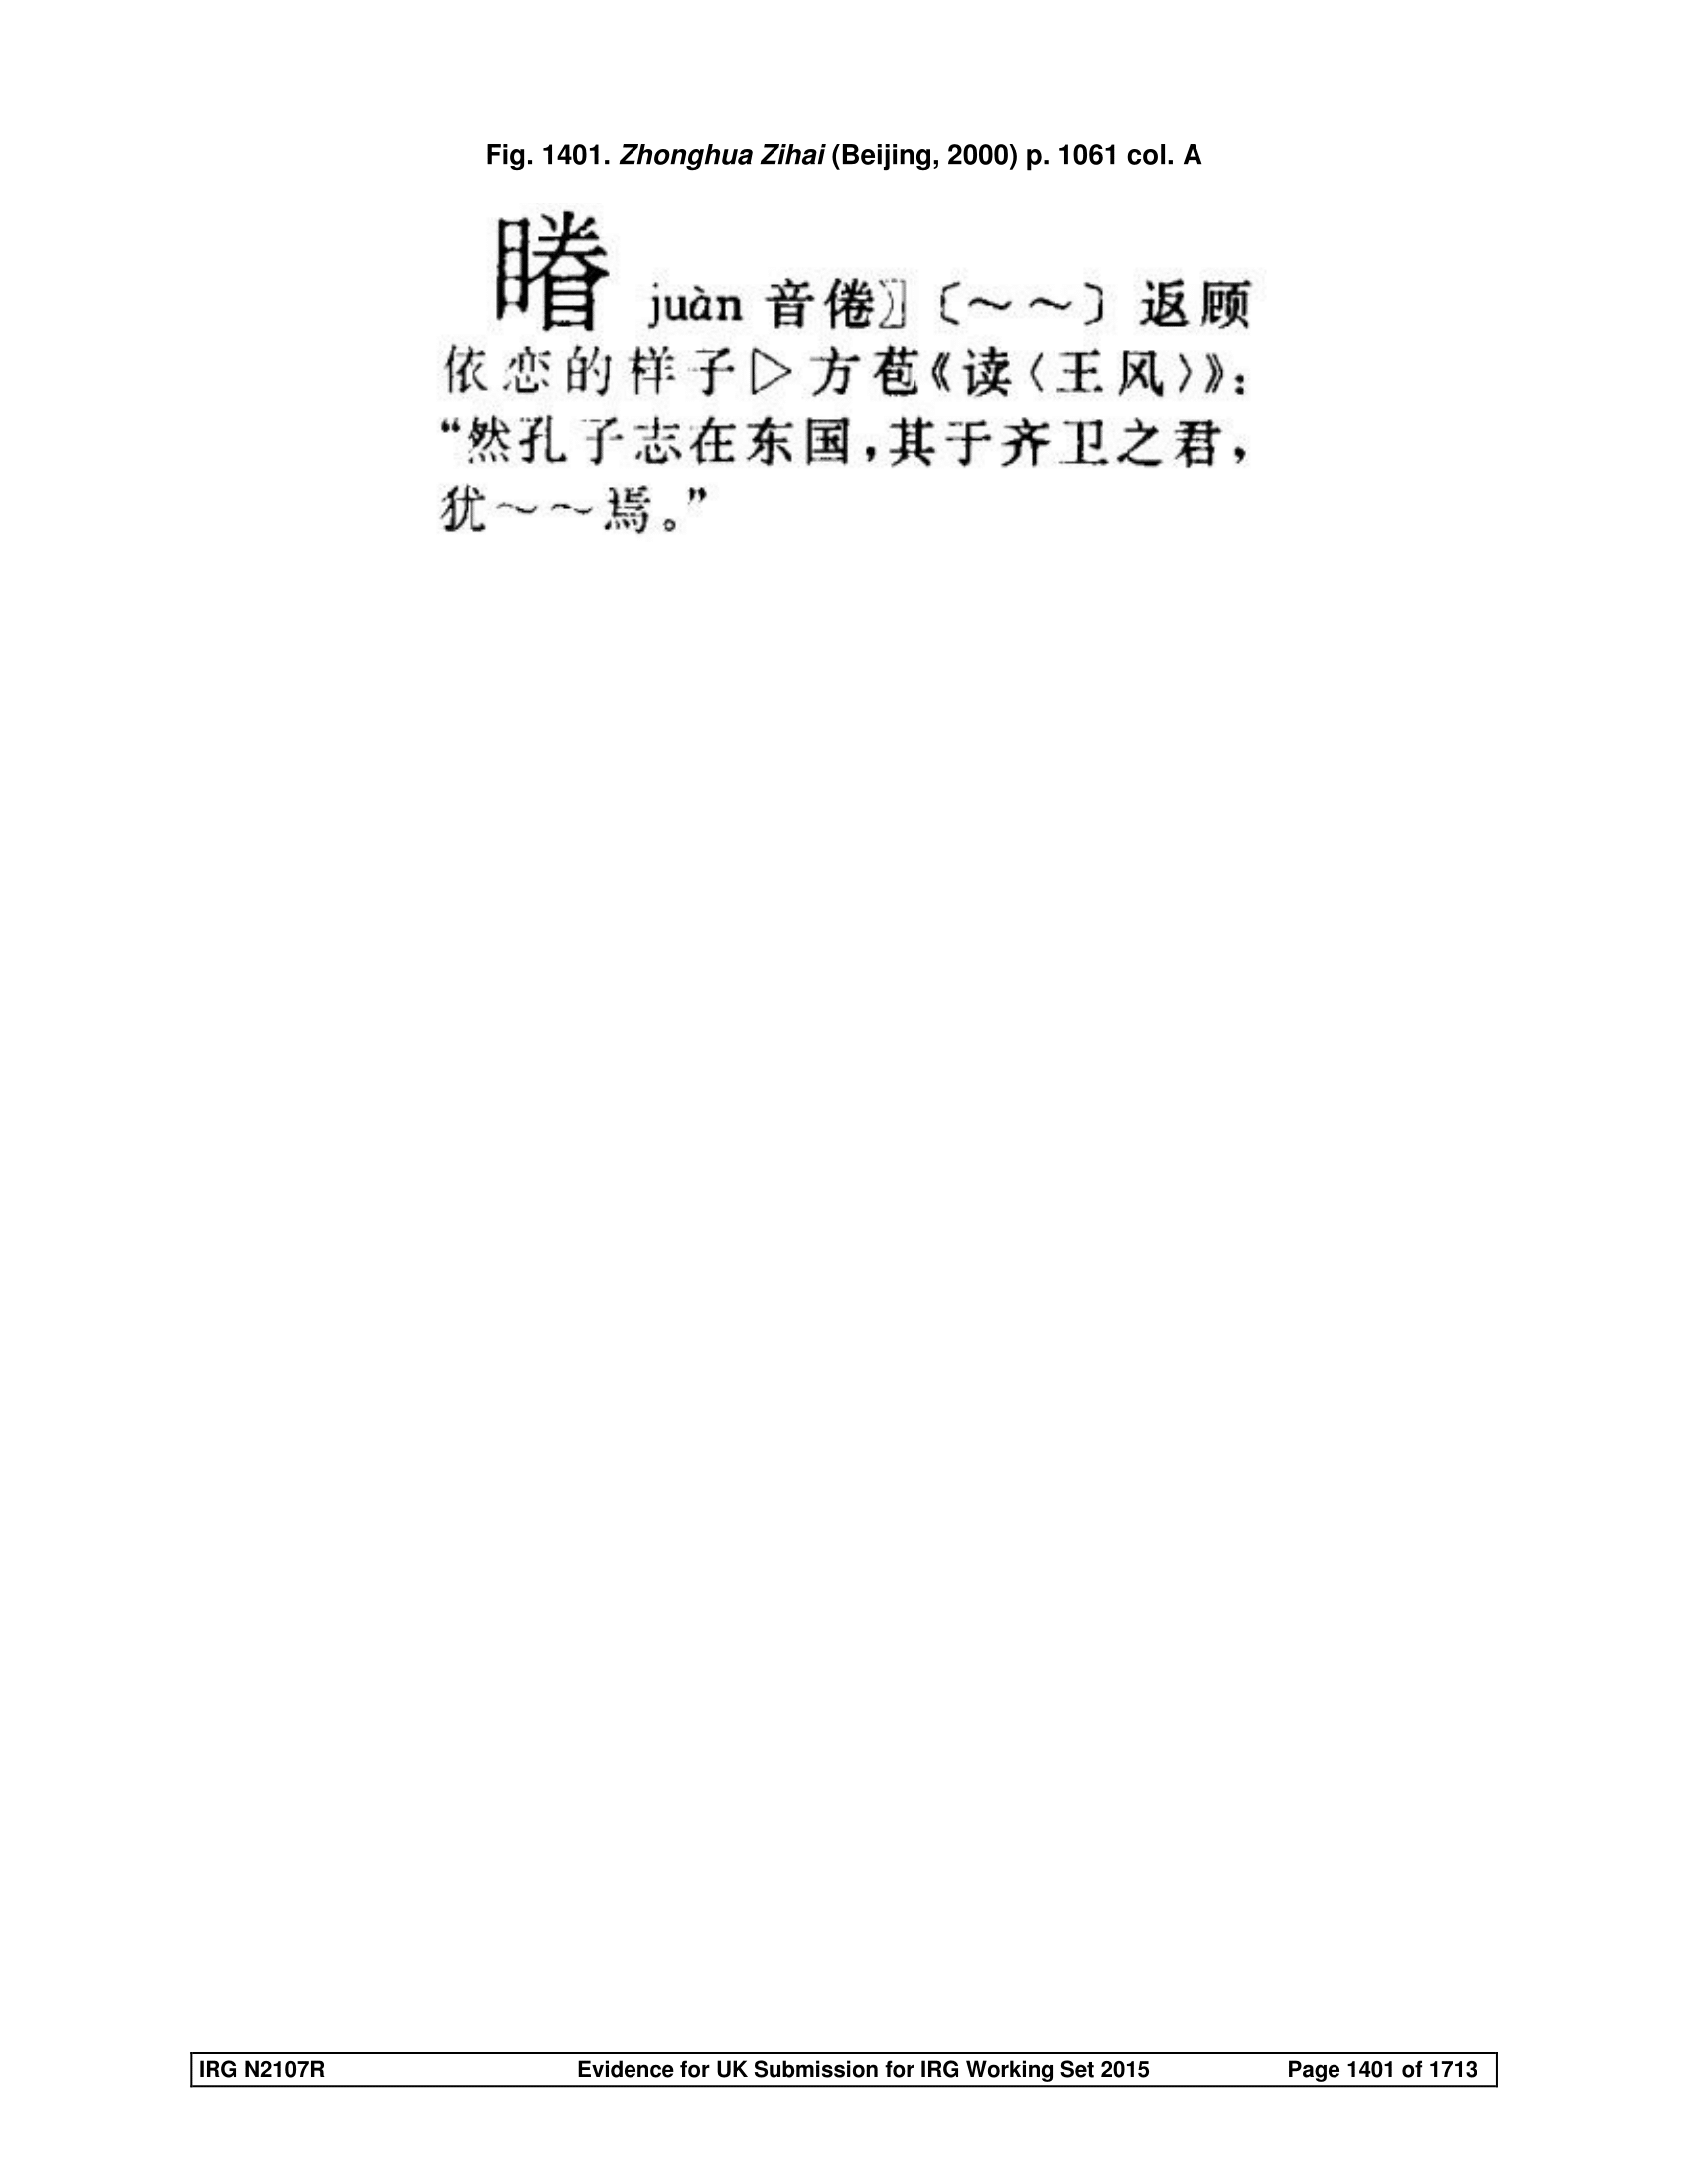 Fig. 1401. Zhonghua Zihai (Beijing, 2000) p. 1061 col. A
juàn 音倦〗〔～～〕返顾
依恋的样子▷方苞《读〈王风〉》：
“然孔子志在东国，其于齐卫之君，
犹～～焉。”
IRG N2107R Evidence for UK Submission for IRG Working Set 2015 Page 1401 of 1713